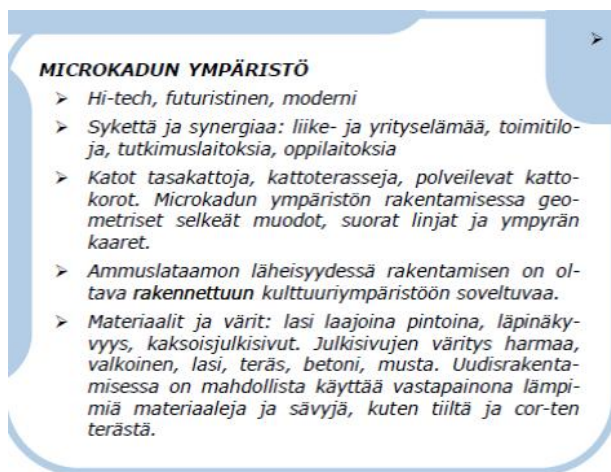 ➢
MICROKADUN YMPÄRISTÖ
➢ Hi-tech, futuristinen, moderni
➢ Sykettä ja synergiaa: liike- ja yrityselämää, toimitilo-
ja, tutkimuslaitoksia, oppilaitoksia
➢ Katot tasakattoja, kattoterasseja, polveilevat katto-
korot. Microkadun ympäristön rakentamisessa geo-
metriset selkeät muodot, suorat linjat ja ympyrän
kaaret.
➢ Ammuslataamon läheisyydessä rakentamisen on ol-
tava rakennettuun kulttuuriympäristöön soveltuvaa.
➢ Materiaalit ja värit: lasi laajoina pintoina, läpinäky-
vyys, kaksoisjulkisivut. Julkisivujen väritys harmaa,
valkoinen, lasi, teräs, betoni, musta. Uudisrakenta-
misessa on mahdollista käyttää vastapainona lämpi-
miä materiaaleja ja sävyjä, kuten tiiltä ja cor-ten
terästä.